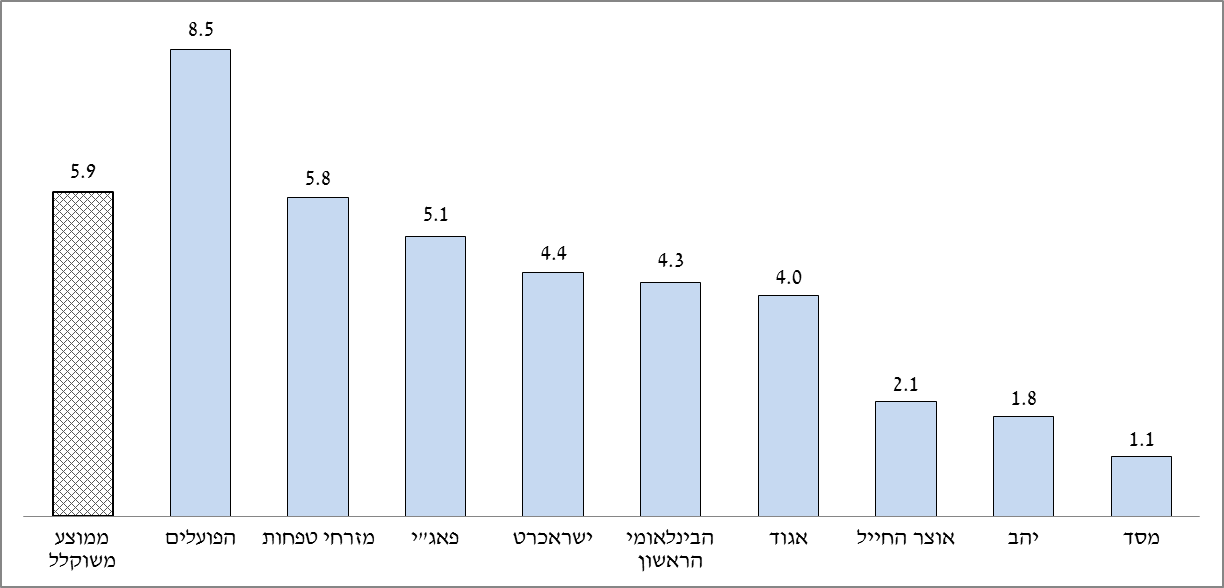 8.5
5.9
5.8
5.1
4.4
4.3
4.0
2.1
1.8
1.1
ממוצע
משוקלל
הפועלים
מזרחי טפחות
פאג"י
ישראכרט
הבינלאומי
הראשון
אגוד
אוצר החייל
יהב
מסד